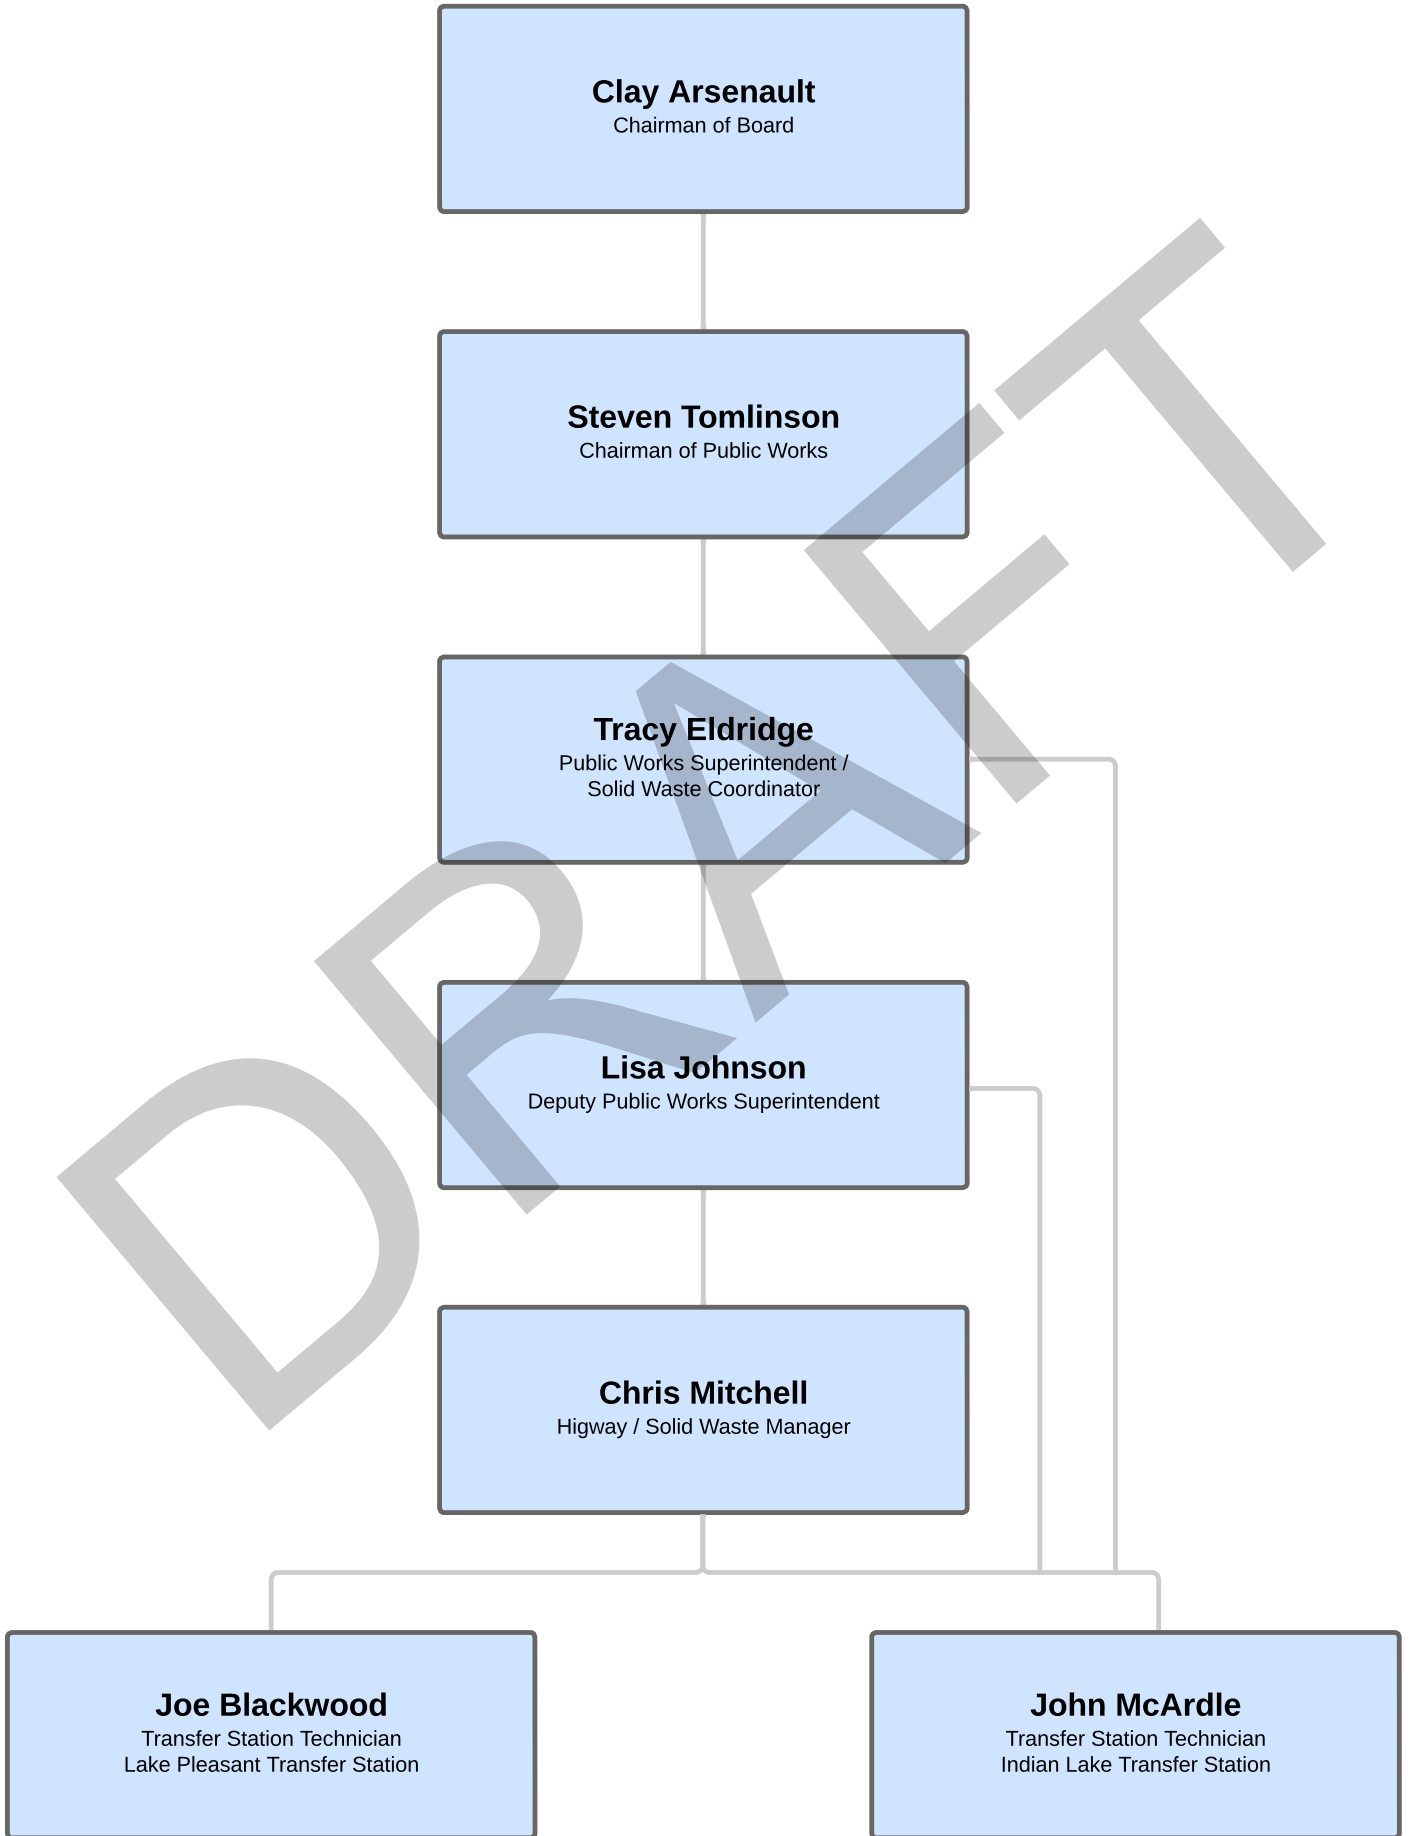 Clay Arsenault
Chairman of Board
Steven Tomlinson
Chairman of Public Works
Tracy Eldridge
Public Works Superintendent /
Solid Waste Coordinator
Lisa Johnson
Deputy Public Works Superintendent
Chris Mitchell
Higway / Solid Waste Manager
Joe Blackwood
Transfer Station Technician
Lake Pleasant Transfer Station
John McArdle
Transfer Station Technician
Indian Lake Transfer Station
DRAFT